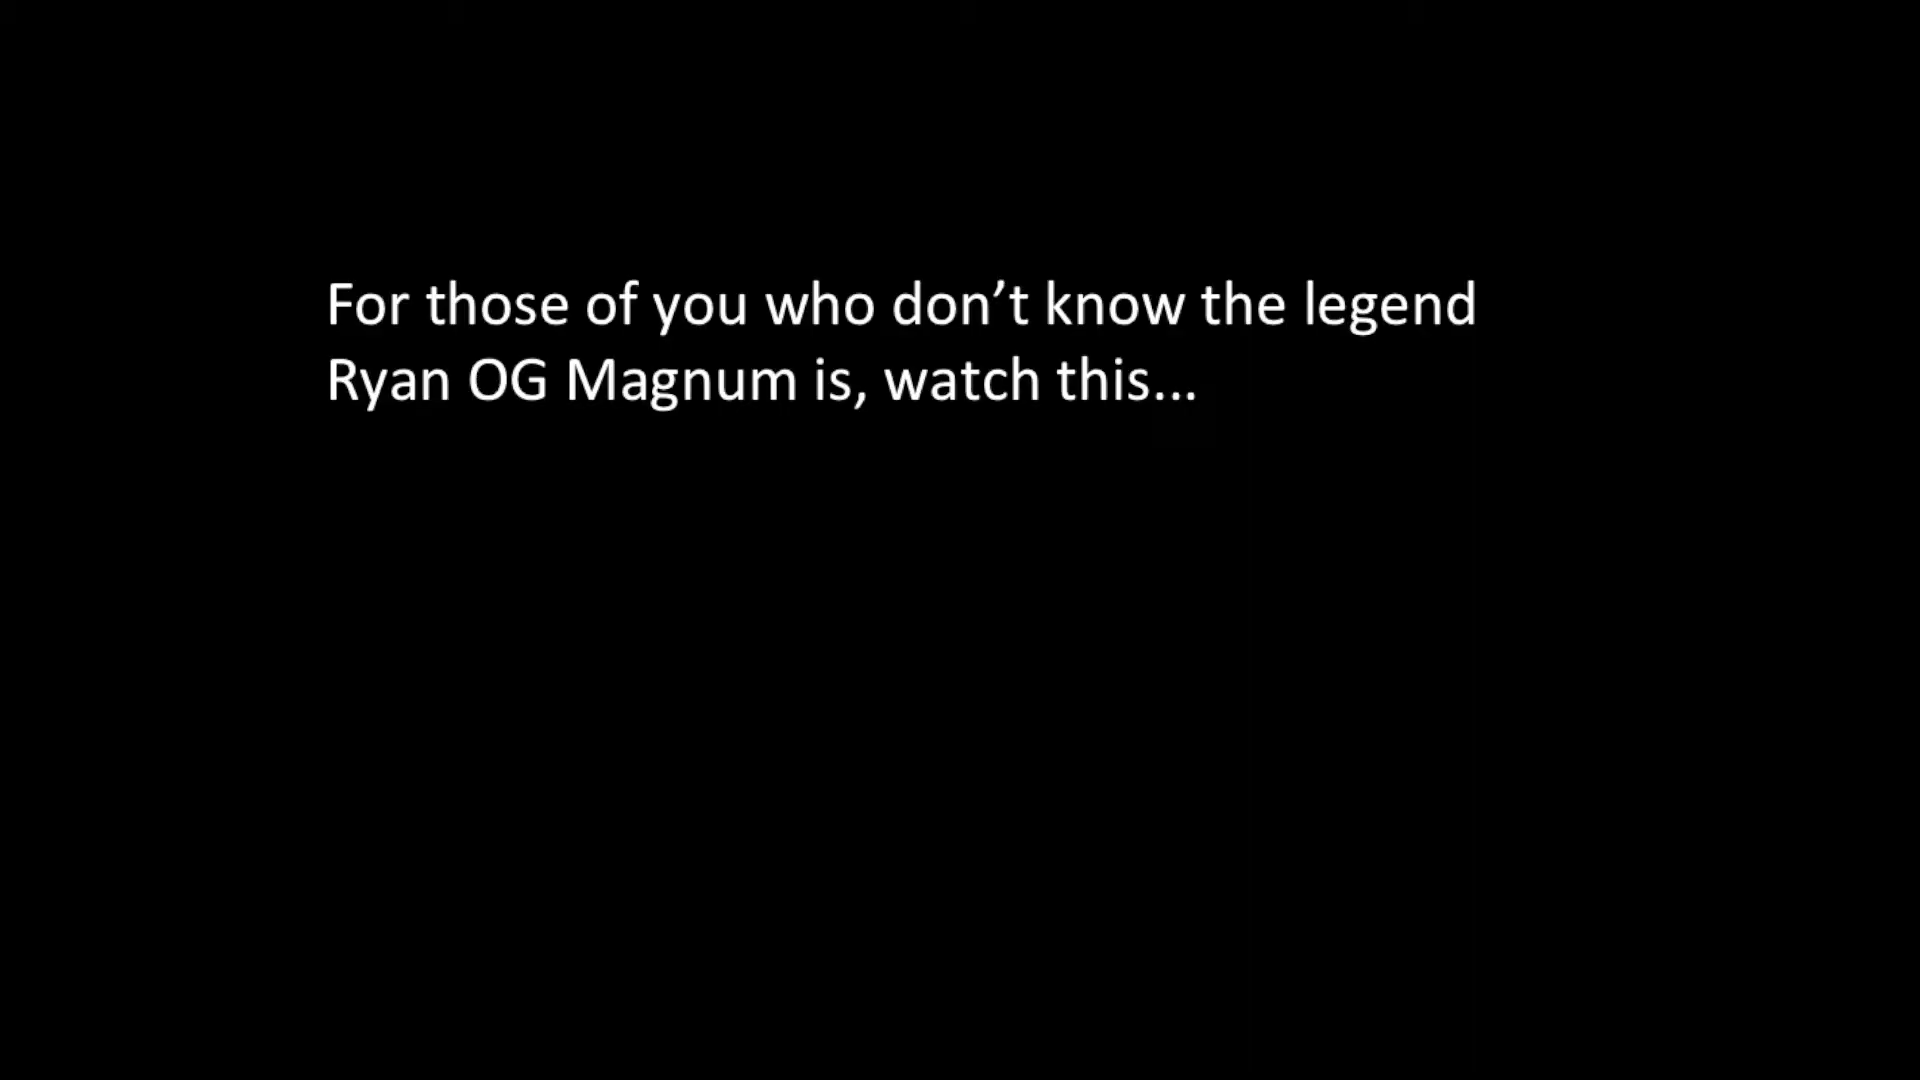 For those of you who don’t know the legend
Ryan OG Magnum is, watch this...